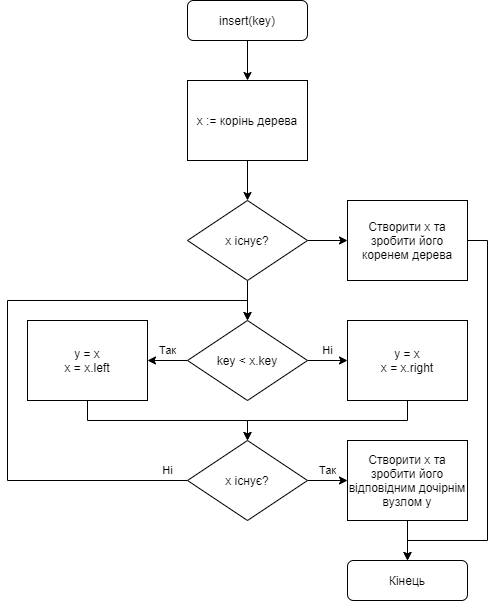 insert(key)
x := корінь дерева
x існує?
Створити x та
зробити його
коренем дерева
y = x
x = x.left
Так
key < x.key
Ні
y = x
x = x.right
Ні
x існує?
Так
Створити x та
зробити його
відповідним дочірнім
вузлом y
Кінець